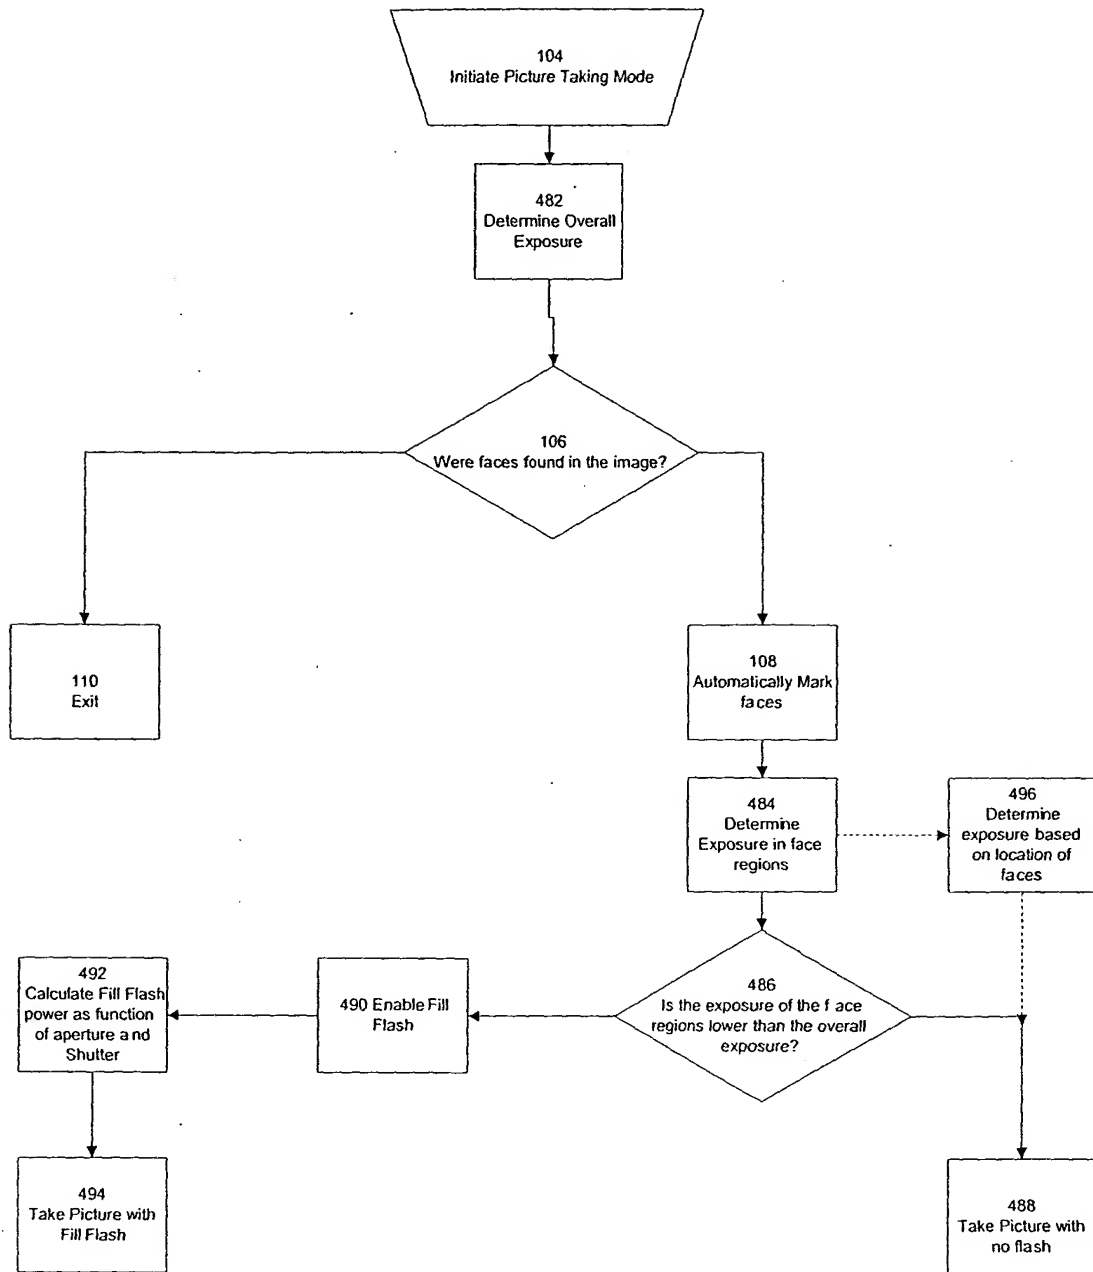 104
Initiate Picture Taking Mode
482
Determine Overall
Exposure
106
Were faces found in the image?
110
Exit
108
Automatically Mark
faces
484
Determine
Exposure in face
regions
496
Determine
exposure based
on location of
faces
486
Is the exposure of the f ace
regions lower than the overall
exposure?
490 Enable Fill
Flash
492
Calculate Fill Flash
power as function
of aperture and
Shutter
494
Take Picture with
Fill Flash
488
Take Picture with
no flash